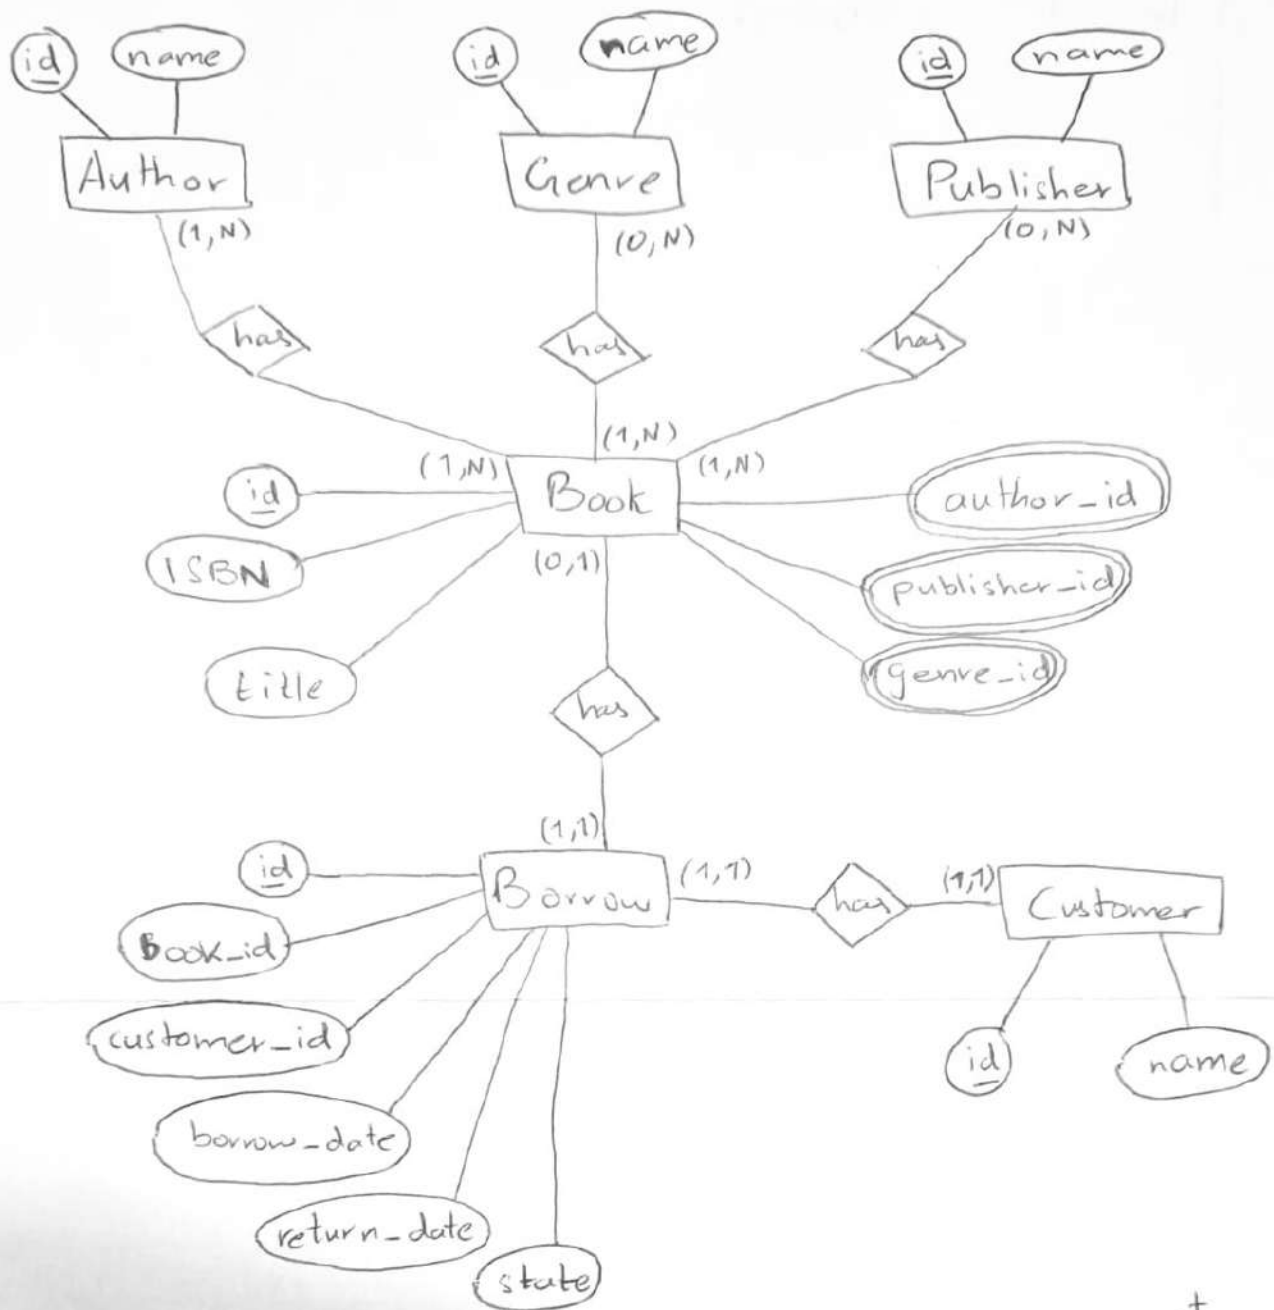 id name id name id name
Author Genre Publisher
(1,N) (0,N) (0,N)
has has has
(1,N) (1,N) (1,N)
id Book author_id
ISBN (0,1) publisher_id
title genre_id
has
(1,1)
id Borrow (1,1) has (1,1) Customer
Book_id
customer_id
id name
borrow_date
return_date
state